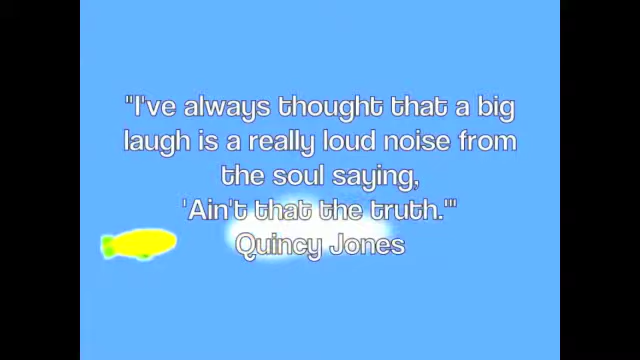 "I've always thought that a big
laugh is a really loud noise from
the soul saying,
'Ain't that the truth.'"
Quincy Jones